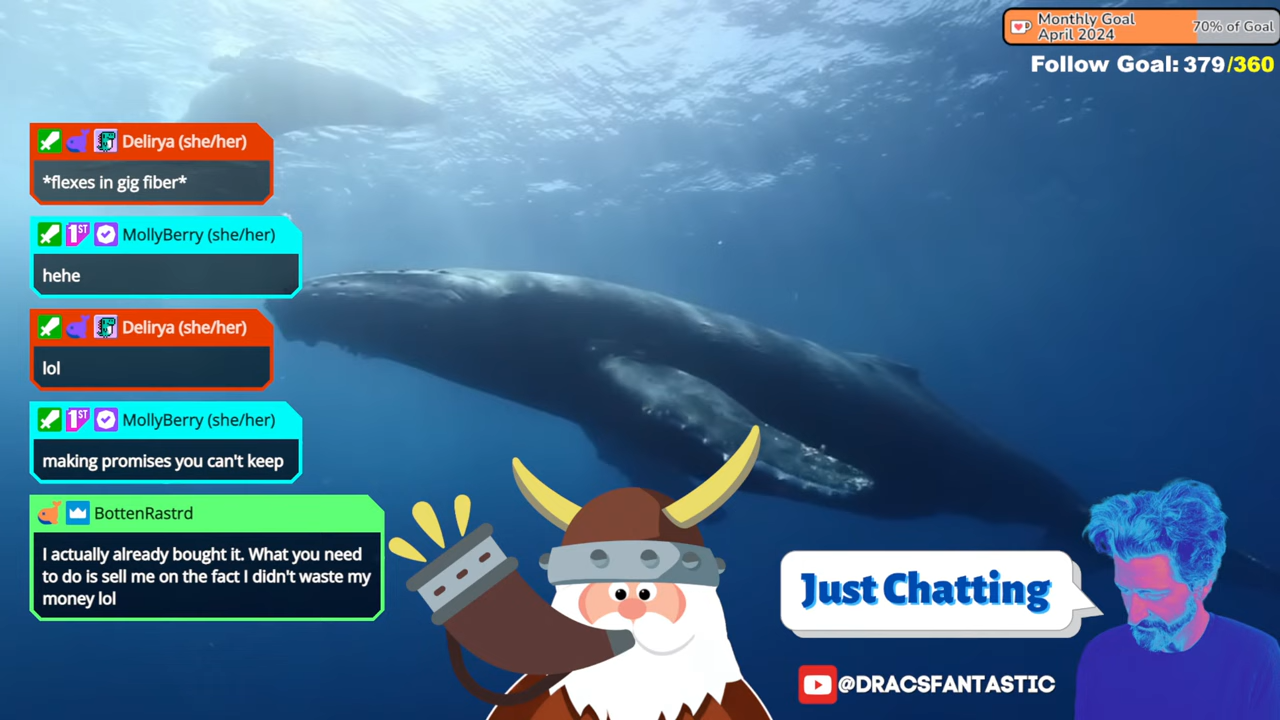 Monthly Goal
April 2024
70% of Goal
Follow Goal: 379/360
Delirya (she/her)
*flexes in gig fiber*
1ST MollyBerry (she/her)
hehe
Delirya (she/her)
lol
1ST MollyBerry (she/her)
making promises you can't keep
BottenRastrd
I actually already bought it. What you need
to do is sell me on the fact I didn't waste my
money lol
Just Chatting
@DRACSFANTASTIC